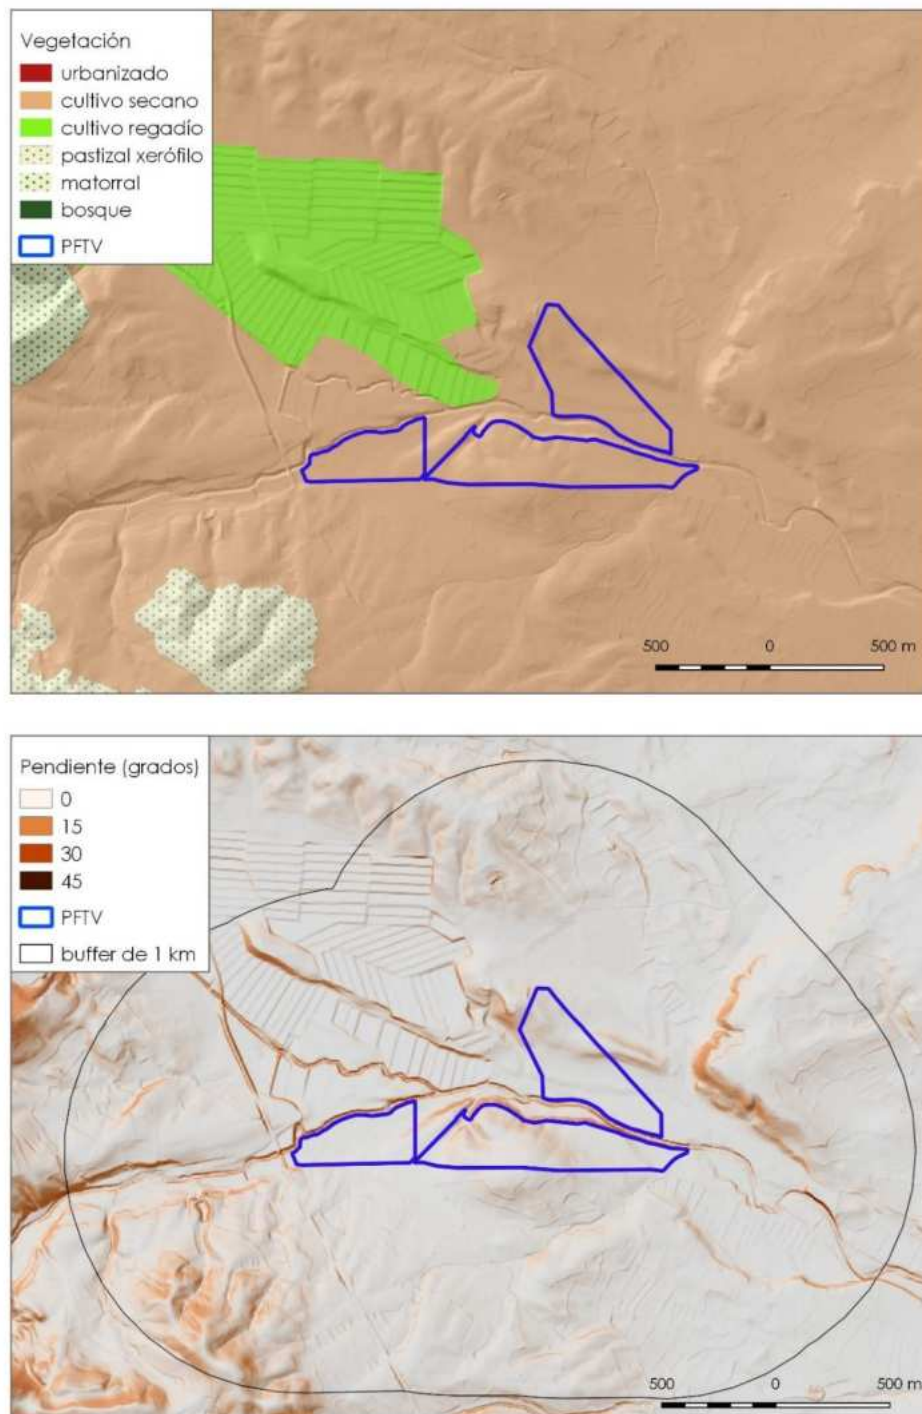 Vegetación
urbanizado
cultivo secano
cultivo regadío
pastizal xerófilo
matorral
bosque
PFTV
500 0 500 m
Pendiente (grados)
0
15
30
45
PFTV
buffer de 1 km
500 0 500 m